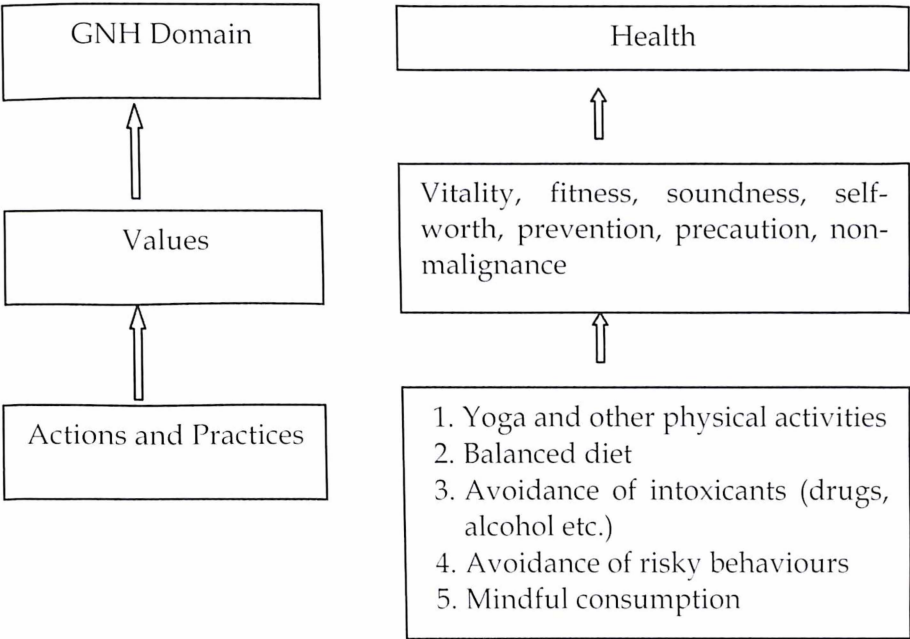 GNH Domain
Health
Values
Vitality, fitness, soundness, self-
worth, prevention, precaution, non-
malignance
Actions and Practices
1. Yoga and other physical activities
2. Balanced diet
3. Avoidance of intoxicants (drugs,
alcohol etc.)
4. Avoidance of risky behaviours
5. Mindful consumption